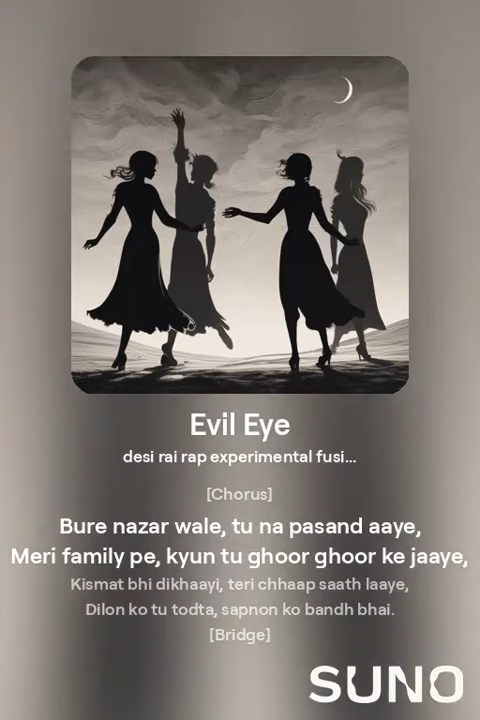 Evil Eye
desi rai rap experimental fusi...
[Chorus]
Bure nazar wale, tu na pasand aaye,
Meri family pe, kyun tu ghoor ghoor ke jaaye,
Kismat bhi dikhaayi, teri chhaap saath laaye,
Dilon ko tu todta, sapnon ko bandh bhai.
[Bridge]
SUNO